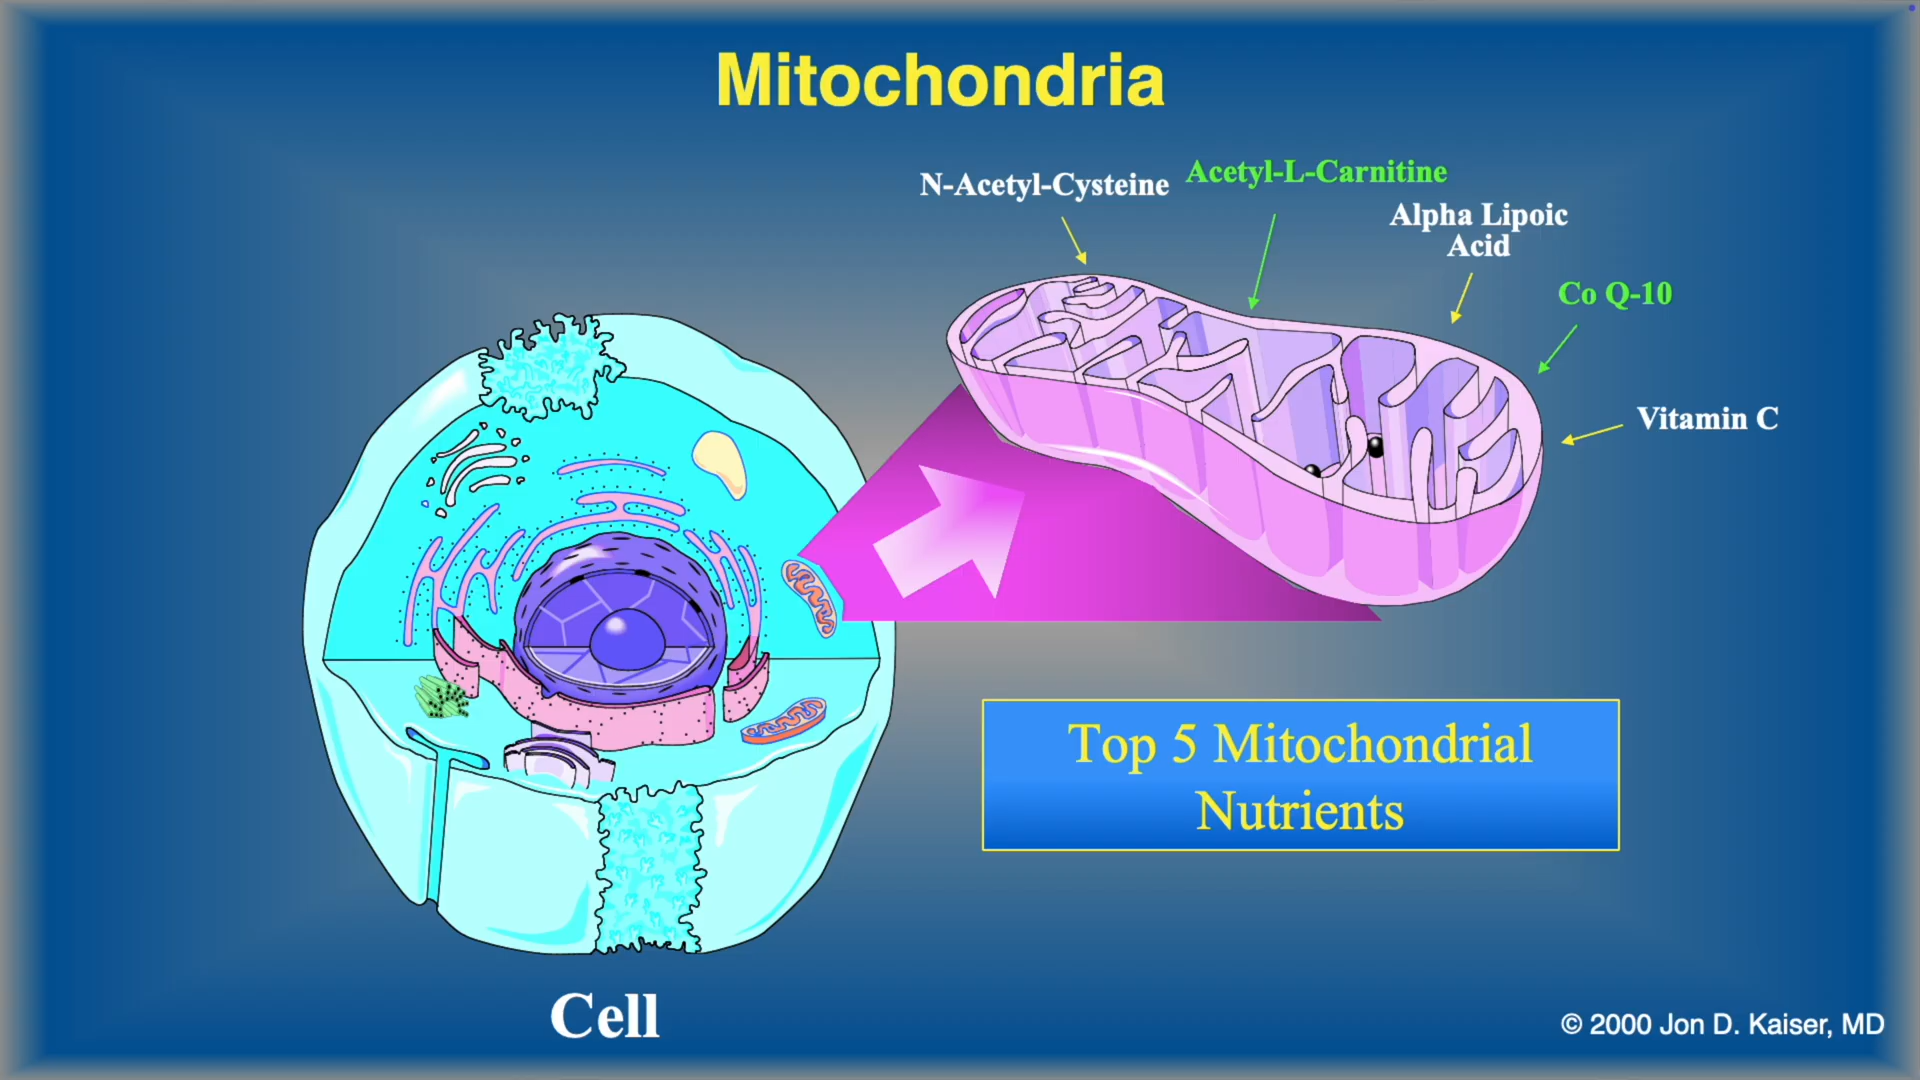 Mitochondria
N-Acetyl-Cysteine
Acetyl-L-Carnitine
Alpha Lipoic
Acid
Co Q-10
Vitamin C
Top 5 Mitochondrial
Nutrients
Cell
© 2000 Jon D. Kaiser, MD